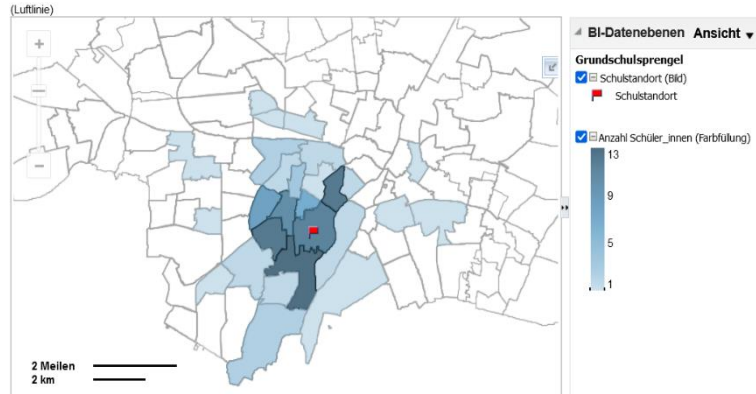 (Luftlinie)
BI-Datenebenen Ansicht
Grundschulsprengel
Schulstandort (Bild)
Schulstandort
Anzahl Schüler_innen (Farbfüllung)
13
9
5
1
2 Meilen
2 km